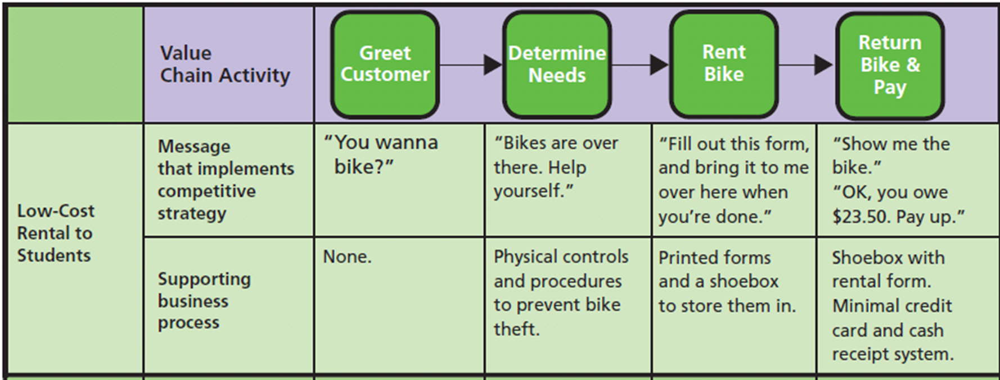 Value
Chain Activity
Greet
Customer
Determine
Needs
Rent
Bike
Return
Bike &
Pay
Low-Cost
Rental to
Students
Message
that implements
competitive
strategy
“You wanna
bike?”
“Bikes are over
there. Help
yourself.”
“Fill out this form,
and bring it to me
over here when
you’re done.”
“Show me the
bike.”
“OK, you owe
$23.50. Pay up.”
Supporting
business
process
None.
Physical controls
and procedures
to prevent bike
theft.
Printed forms
and a shoebox
to store them in.
Shoebox with
rental form.
Minimal credit
card and cash
receipt system.